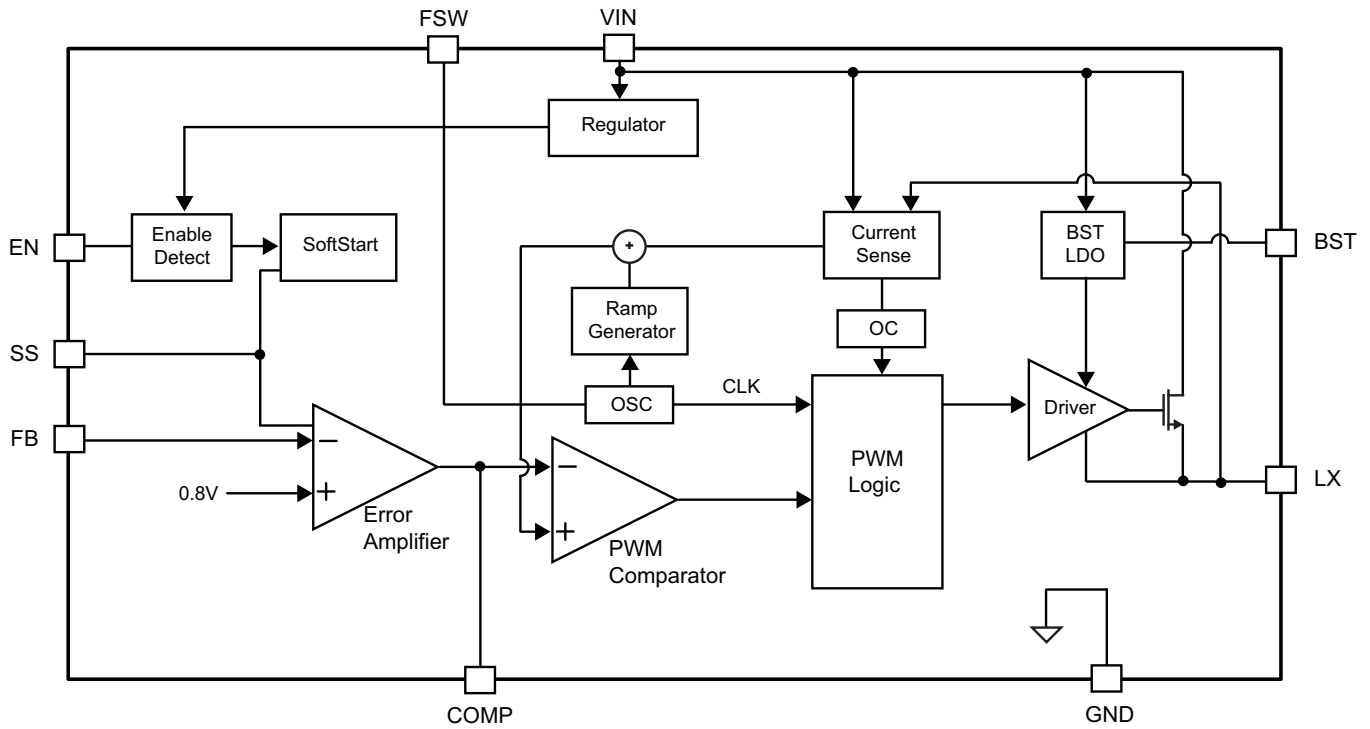 FSW
VIN
Regulator
EN
Enable
Detect
SoftStart
+
Current
Sense
BST
LDO
BST
Ramp
Generator
OC
SS
OSC
CLK
Driver
FB
−
0.8V
+
Error
Amplifier
−
+
PWM
Comparator
PWM
Logic
LX
COMP
GND